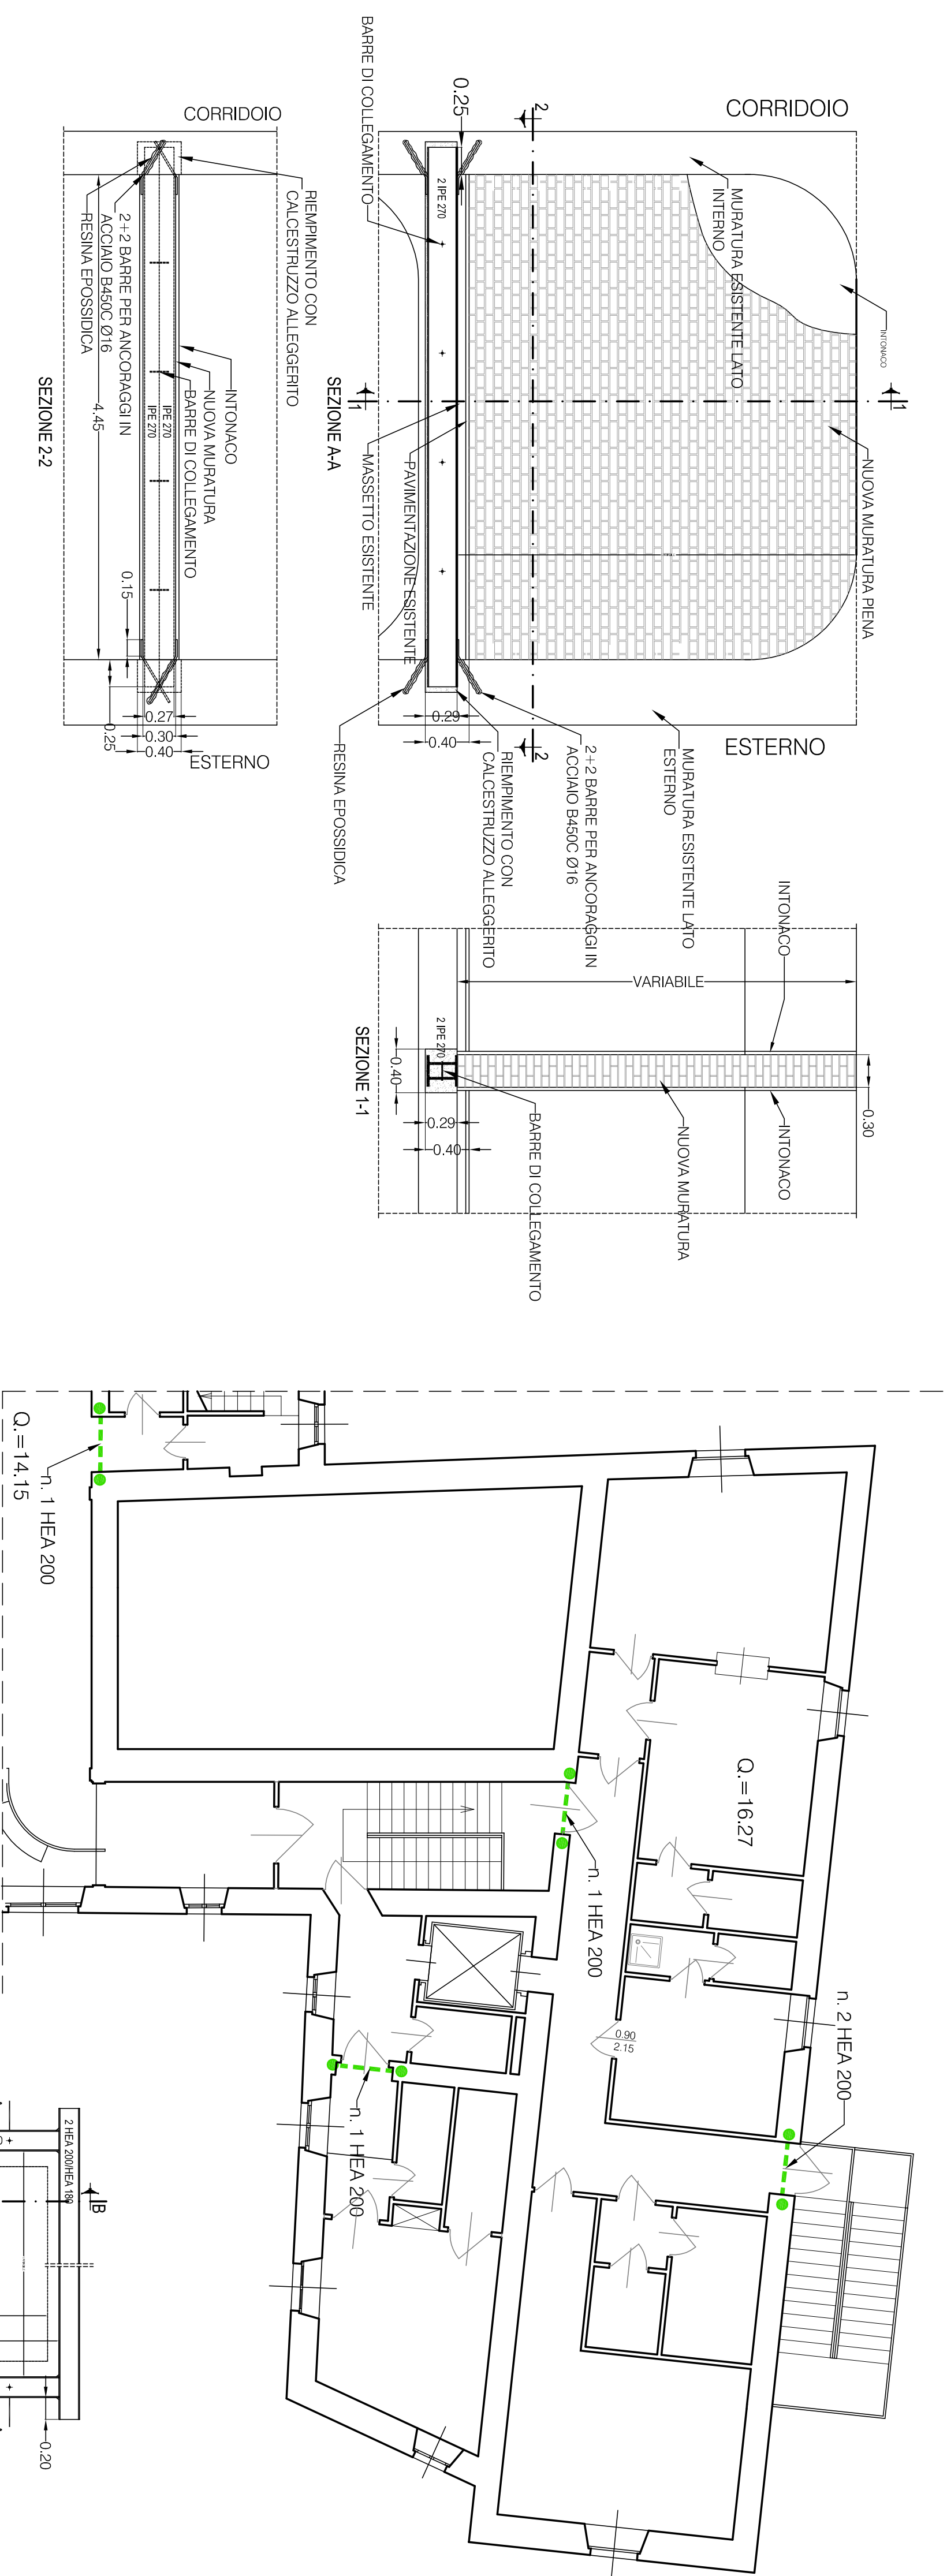 CORRIDOIO
ESTERNO
INTONACO
NUOVA MURATURA PIENA
MURATURA ESISTENTE LATO
INTERNO
MURATURA ESISTENTE LATO
ESTERNO
2
2
1
1
0.25
2 IPE 270
BARRE DI COLLEGAMENTO
PAVIMENTAZIONE ESISTENTE
MASSETTO ESISTENTE
0.29
0.40
2+2 BARRE PER ANCORAGGI IN
ACCIAIO B450C Ø16
RIEMPIMENTO CON
CALCESTRUZZO ALLEGGERITO
RESINA EPOSSIDICA
SEZIONE A-A
CORRIDOIO
ESTERNO
RIEMPIMENTO CON
CALCESTRUZZO ALLEGGERITO
2+2 BARRE PER ANCORAGGI IN
ACCIAIO B450C Ø16
RESINA EPOSSIDICA
INTONACO
NUOVA MURATURA
BARRE DI COLLEGAMENTO
IPE 270
IPE 270
4.45
0.15
0.25
0.27
0.30
0.40
SEZIONE 2-2
INTONACO
INTONACO
0.30
VARIABILE
NUOVA MURATURA
BARRE DI COLLEGAMENTO
2 IPE 270
0.29
0.40
0.40
SEZIONE 1-1
Q.=14.15
n. 1 HEA 200
Q.=16.27
n. 1 HEA 200
n. 2 HEA 200
0.90
2.15
n. 1 HEA 200
2 HEA 200/HEA 180
B
0.20